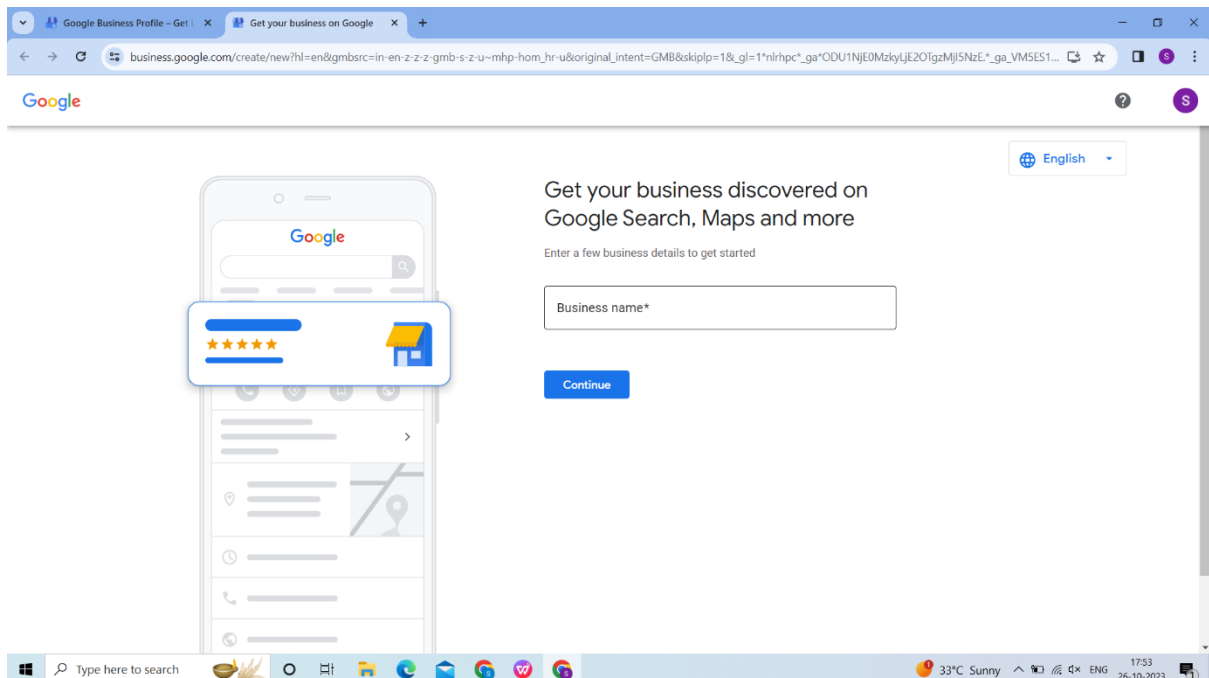 Google Business Profile – Get
Get your business on Google
business.google.com/create/new?hl=en&gmbsrc=in-en-z-z-z-gmb-s-z-u~mhp-hom_hr-u&original_intent=GMB&skiplp=1&_gl=1*nlrhpc*_ga*ODU1NjE0MzkyLjE2OTgzMjI5NzE.*_ga_VM5ES1...
Google
S
English
Get your business discovered on
Google Search, Maps and more
Enter a few business details to get started
Google
Business name*
Continue
Type here to search
33°C Sunny
ENG
17:53
26-10-2023